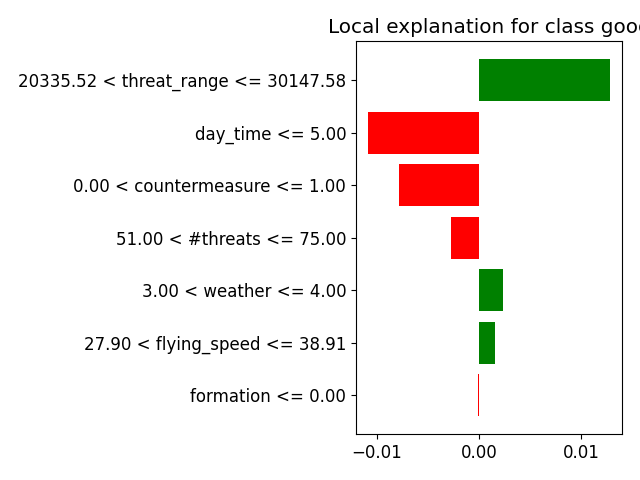 Local explanation for class goo
20335.52 < threat_range <= 30147.58
day_time <= 5.00
0.00 < countermeasure <= 1.00
51.00 < #threats <= 75.00
3.00 < weather <= 4.00
27.90 < flying_speed <= 38.91
formation <= 0.00
−0.01 0.00 0.01